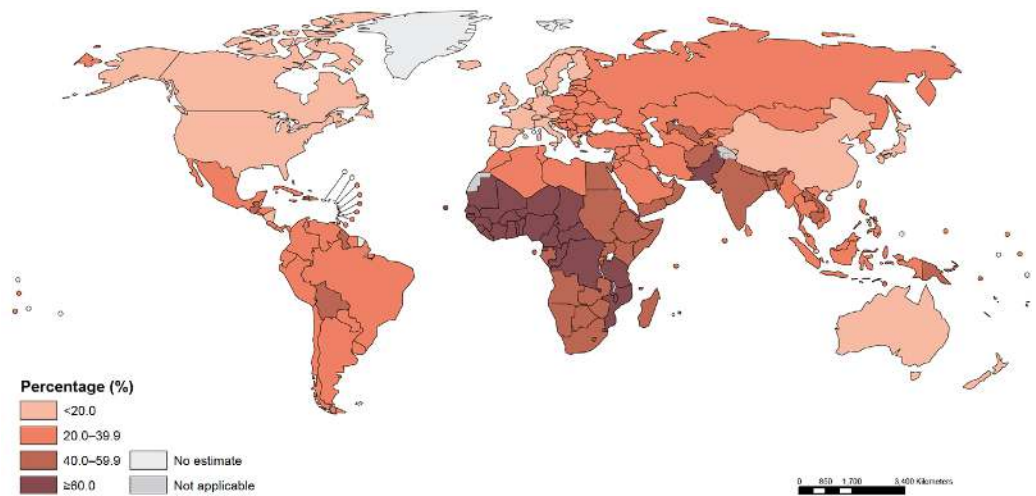 Percentage (%)
<20.0
20.0–39.9
40.0–59.9
≥60.0
No estimate
Not applicable
0 850 1,700 3,400 Kilometers